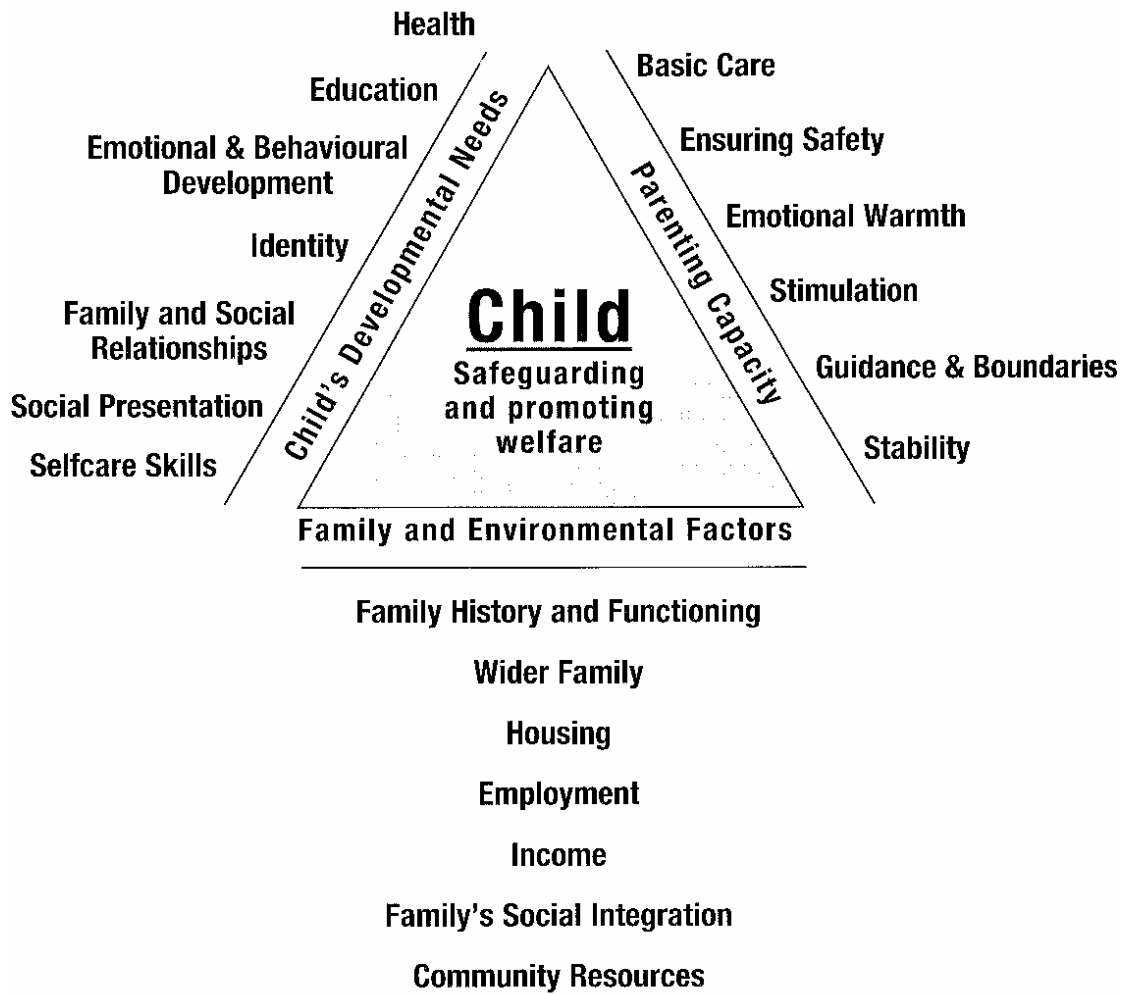 Health
Education
Emotional & Behavioural
Development
Identity
Family and Social
Relationships
Social Presentation
Selfcare Skills
Child's Developmental Needs
Basic Care
Ensuring Safety
Emotional Warmth
Stimulation
Guidance & Boundaries
Stability
Parenting Capacity
Child
Safeguarding
and promoting
welfare
Family and Environmental Factors
Family History and Functioning
Wider Family
Housing
Employment
Income
Family's Social Integration
Community Resources